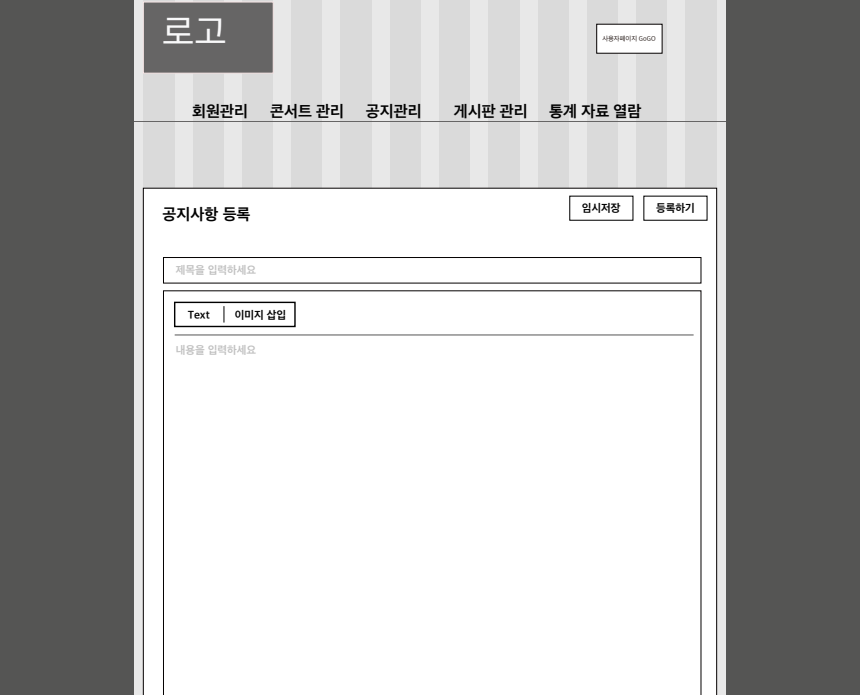 로고
사용자페이지 GoGO
회원관리 콘서트 관리 공지관리 게시판 관리 통계 자료 열람
공지사항 등록
임시저장 등록하기
제목을 입력하세요
Text 이미지 삽입
내용을 입력하세요